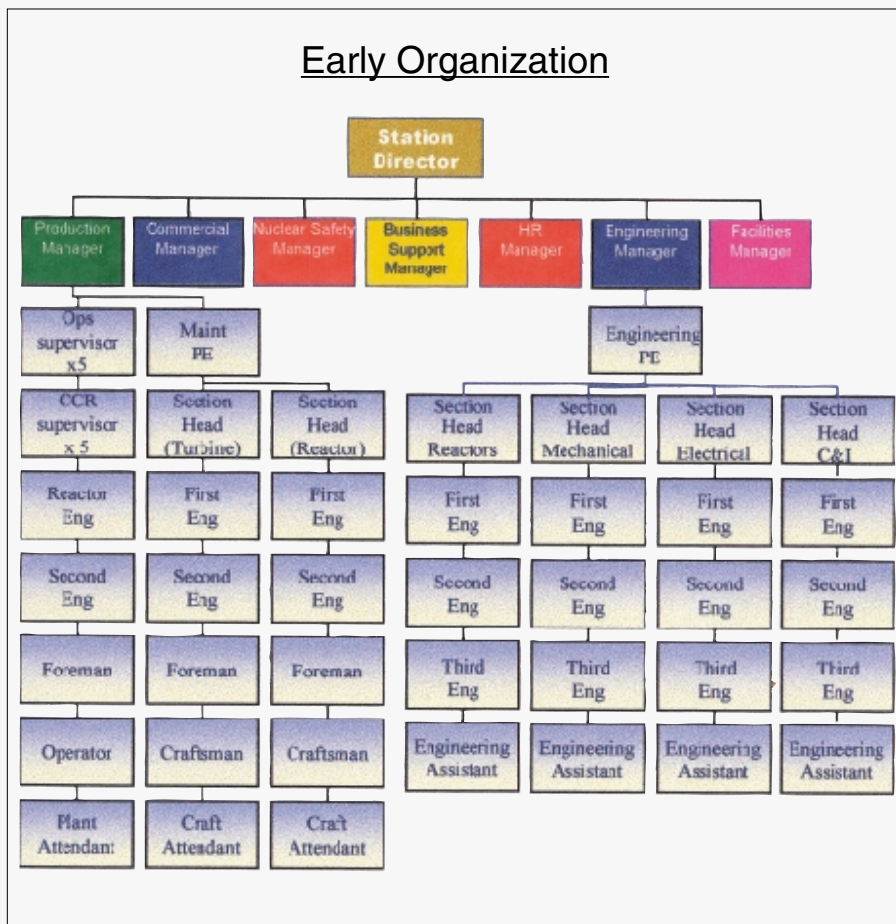 Early Organization
Station
Director
Production
Manager
Commercial
Manager
Nuclear Safety
Manager
Business
Support
Manager
HR
Manager
Engineering
Manager
Facilities
Manager
Ops
supervisor
x5
Maint
PE
Engineering
PE
CCR
supervisor
x 5
Section
Head
(Turbine)
Section
Head
(Reactor)
Section
Head
Reactors
Section
Head
Mechanical
Section
Head
Electrical
Section
Head
C&I
Reactor
Eng
First
Eng
First
Eng
First
Eng
First
Eng
First
Eng
First
Eng
Second
Eng
Second
Eng
Second
Eng
Second
Eng
Second
Eng
Second
Eng
Second
Eng
Foreman
Foreman
Foreman
Third
Eng
Third
Eng
Third
Eng
Third
Eng
Operator
Craftsman
Craftsman
Engineering
Assistant
Engineering
Assistant
Engineering
Assistant
Engineering
Assistant
Plant
Attendant
Craft
Attendant
Craft
Attendant